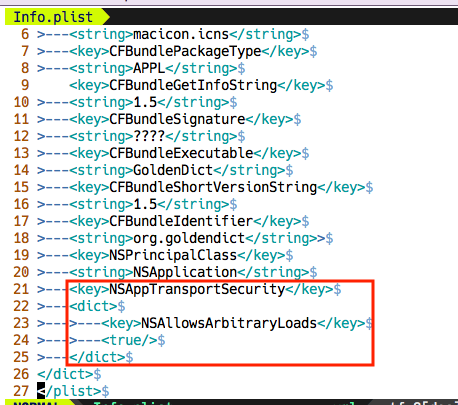 Info.plist
6 >---<string>macicon.icns</string>$
7 >---<key>CFBundlePackageType</key>$
8 >---<string>APPL</string>$
9     <key>CFBundleGetInfoString</key>$
10 >---<string>1.5</string>$
11 >---<key>CFBundleSignature</key>$
12 >---<string>????</string>$
13 >---<key>CFBundleExecutable</key>$
14 >---<string>GoldenDict</string>$
15 >---<key>CFBundleShortVersionString</key>$
16 >---<string>1.5</string>$
17 >---<key>CFBundleIdentifier</key>$
18 >---<string>org.goldendict</string>>$
19 >---<key>NSPrincipalClass</key>$
20 >---<string>NSApplication</string>$
21 >---<key>NSAppTransportSecurity</key>$
22 >---<dict>$
23 >--->---<key>NSAllowsArbitraryLoads</key>$
24 >--->---<true/>$
25 >---</dict>$
26 </dict>$
27 </plist>$